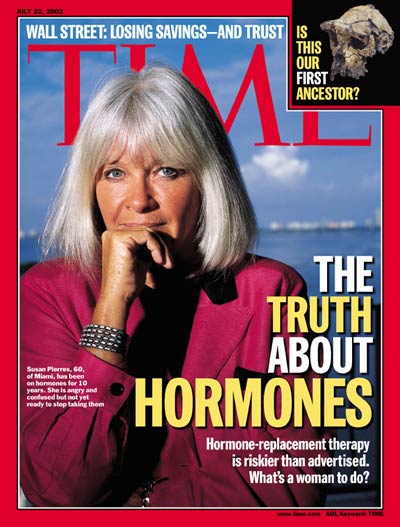 JULY 22, 2002
WALL STREET: LOSING SAVINGS—AND TRUST
IS
THIS
OUR
FIRST
ANCESTOR?
TIME
THE
TRUTH
ABOUT
HORMONES
Hormone-replacement therapy
is riskier than advertised.
What's a woman to do?
Susan Pierres, 60,
of Miami, has been
on hormones for 10
years. She is angry and
confused but not yet
ready to stop taking them
www.time.com AOL Keyword: TIME